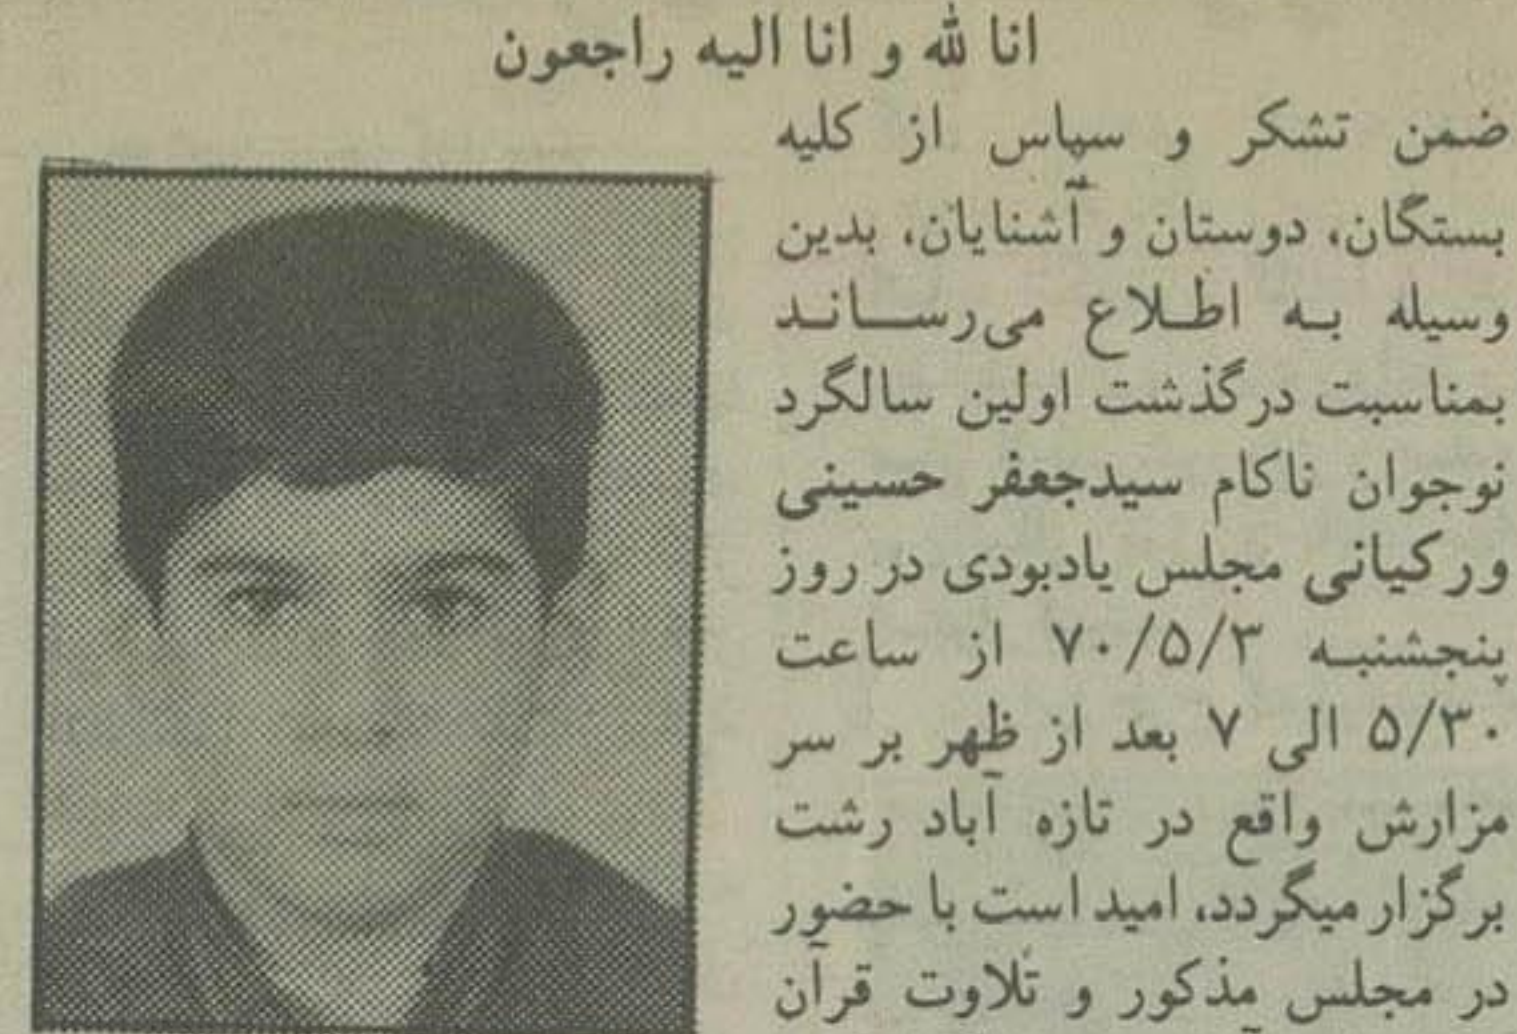 انا لله و انا الیه راجعون
ضمن تشکر و سپاس از کلیه
بستگان، دوستان و آشنایان، بدین
وسیله به اطلاع می‌رساند
بمناسبت درگذشت اولین سالگرد
نوجوان ناکام سیدجعفر حسینی
ورکیانی مجلس یادبودی در روز
پنجشنبه ۷۰/۵/۳ از ساعت
۵/۳۰ الی ۷ بعد از ظهر بر سر
مزارش واقع در تازه آباد رشت
برگزار میگردد، امید است با حضور
در مجلس مذکور و تلاوت قرآن